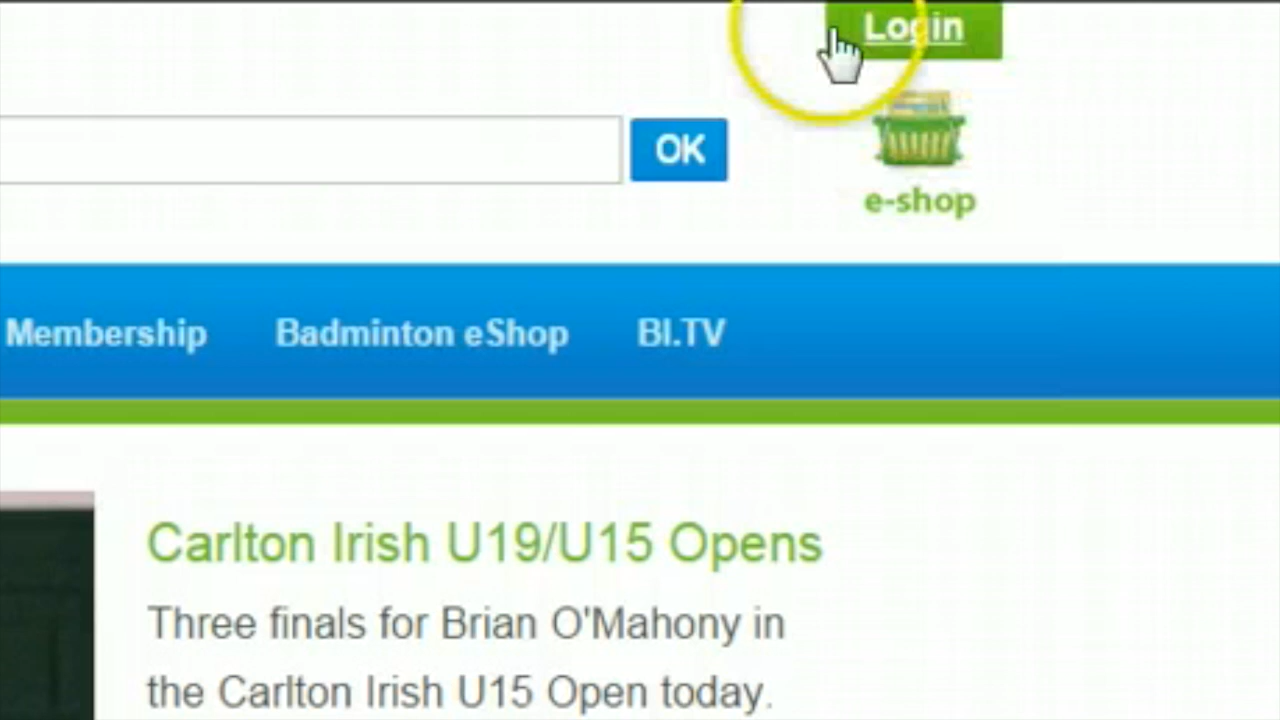 Login
OK
e-shop
Membership Badminton eShop BI.TV
Carlton Irish U19/U15 Opens
Three finals for Brian O'Mahony in
the Carlton Irish U15 Open today.